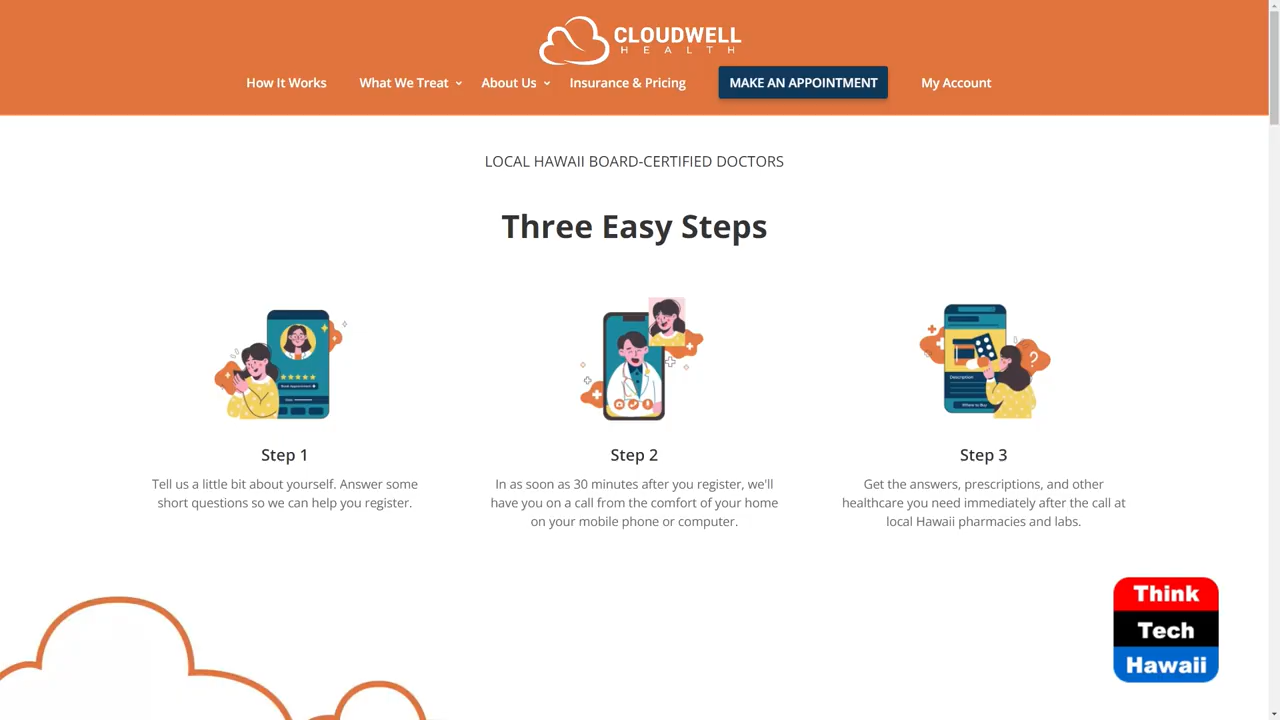 CLOUDWELL
HEALTH
How It Works What We Treat About Us Insurance & Pricing MAKE AN APPOINTMENT My Account
LOCAL HAWAII BOARD-CERTIFIED DOCTORS
Three Easy Steps
Description
Where to Buy
Step 1
Tell us a little bit about yourself. Answer some
short questions so we can help you register.
Step 2
In as soon as 30 minutes after you register, we'll
have you on a call from the comfort of your home
on your mobile phone or computer.
Step 3
Get the answers, prescriptions, and other
healthcare you need immediately after the call at
local Hawaii pharmacies and labs.
Think
Tech
Hawaii